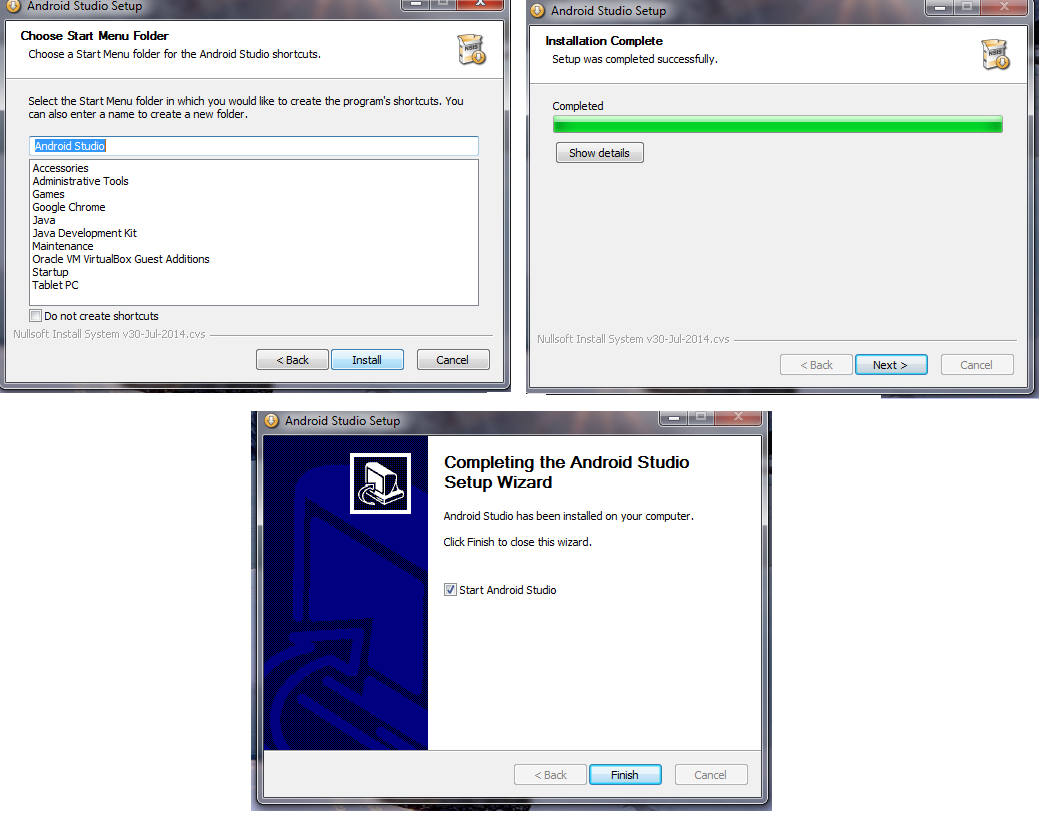 Android Studio Setup
Choose Start Menu Folder
Choose a Start Menu folder for the Android Studio shortcuts.
NSIS
Select the Start Menu folder in which you would like to create the program's shortcuts. You
can also enter a name to create a new folder.
Android Studio
Accessories
Administrative Tools
Games
Google Chrome
Java
Java Development Kit
Maintenance
Oracle VM VirtualBox Guest Additions
Startup
Tablet PC
Do not create shortcuts
Nullsoft Install System v30-Jul-2014.cvs
< Back Install Cancel
Android Studio Setup
Installation Complete
Setup was completed successfully.
NSIS
Completed
Show details
Nullsoft Install System v30-Jul-2014.cvs
< Back Next > Cancel
Android Studio Setup
Completing the Android Studio
Setup Wizard
Android Studio has been installed on your computer.
Click Finish to close this wizard.
Start Android Studio
< Back Finish Cancel